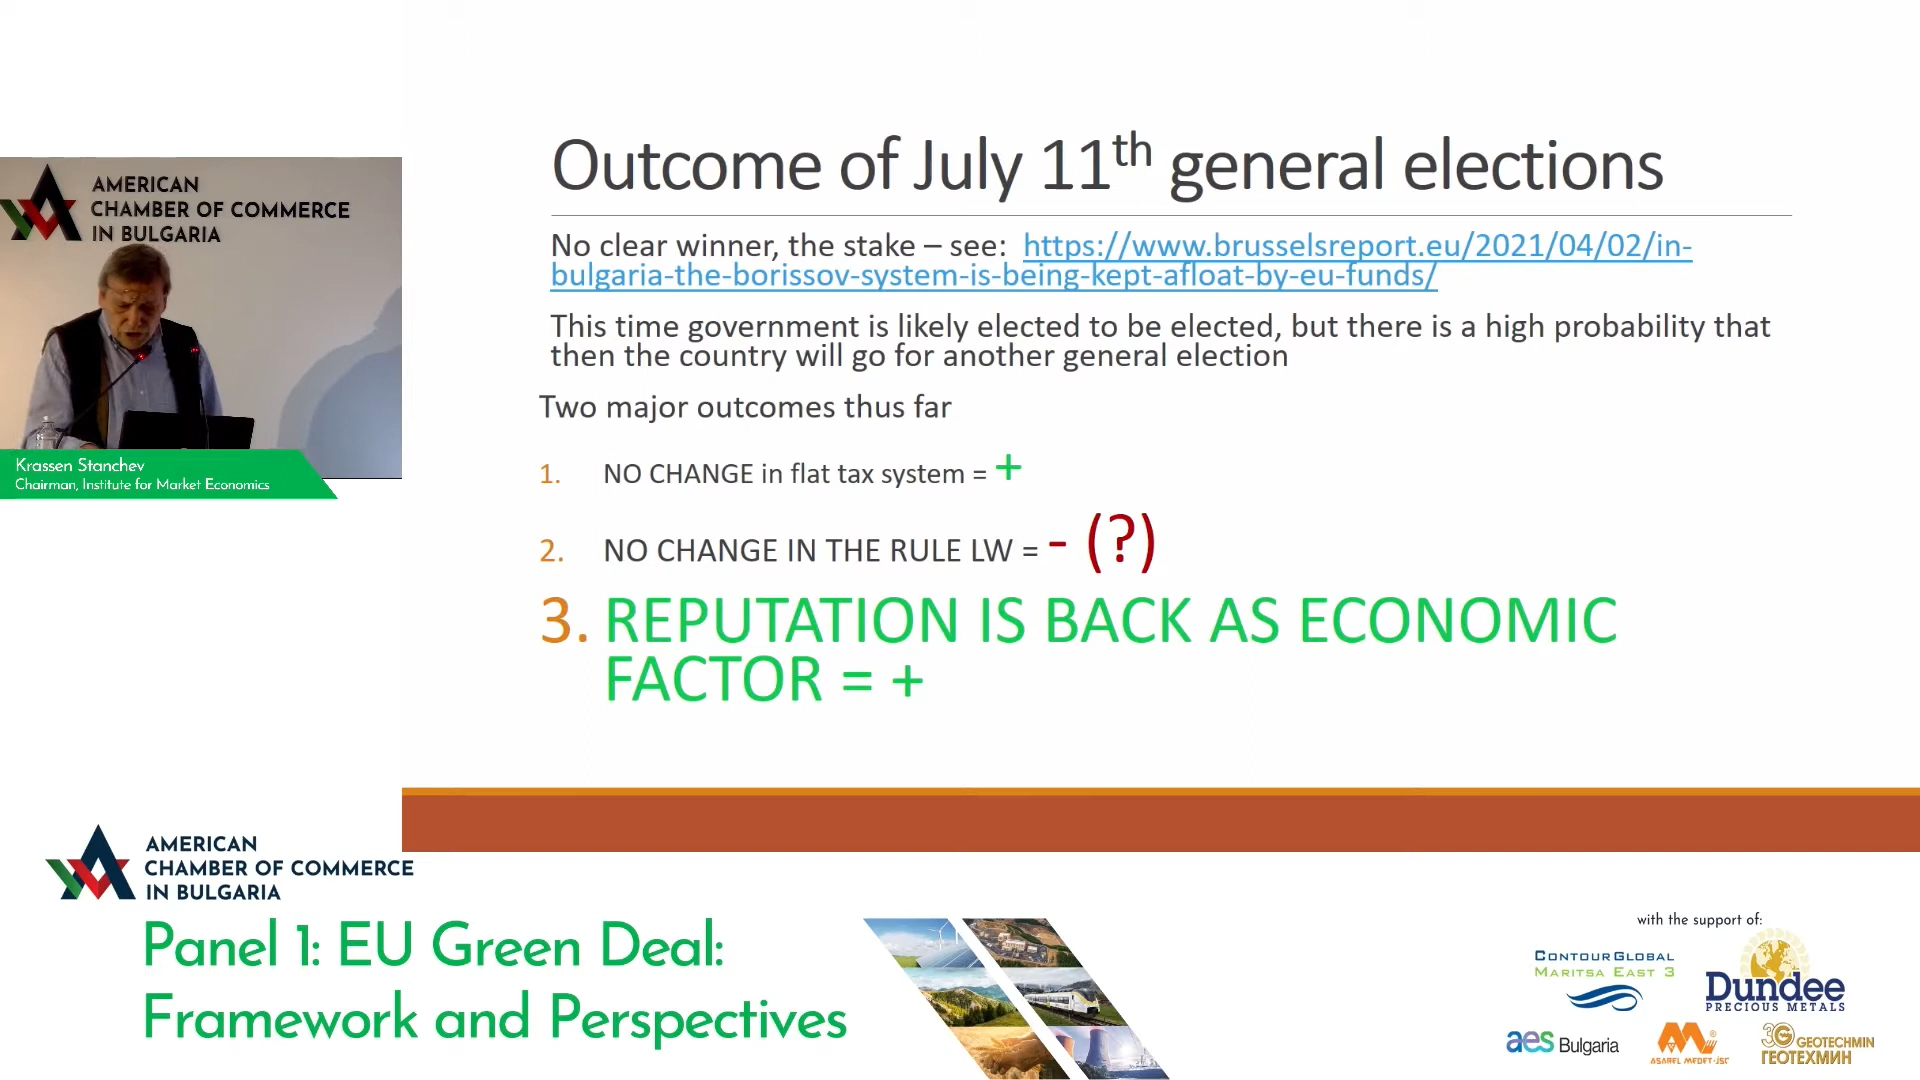 AMERICAN
CHAMBER OF COMMERCE
IN BULGARIA
Krassen Stanchev
Chairman, Institute for Market Economics
Outcome of July 11th general elections
No clear winner, the stake – see: https://www.brusselsreport.eu/2021/04/02/in-
bulgaria-the-borissov-system-is-being-kept-afloat-by-eu-funds/
This time government is likely elected to be elected, but there is a high probability that
then the country will go for another general election
Two major outcomes thus far
1. NO CHANGE in flat tax system = +
2. NO CHANGE IN THE RULE LW = - (?)
3. REPUTATION IS BACK AS ECONOMIC
FACTOR = +
AMERICAN
CHAMBER OF COMMERCE
IN BULGARIA
Panel 1: EU Green Deal:
Framework and Perspectives
with the support of:
CONTOURGLOBAL
MARITSA EAST 3
Dundee
PRECIOUS METALS
aes Bulgaria
ASAREL MEDET-JSC
GEOTECHMIN
ГЕОТЕХМИН